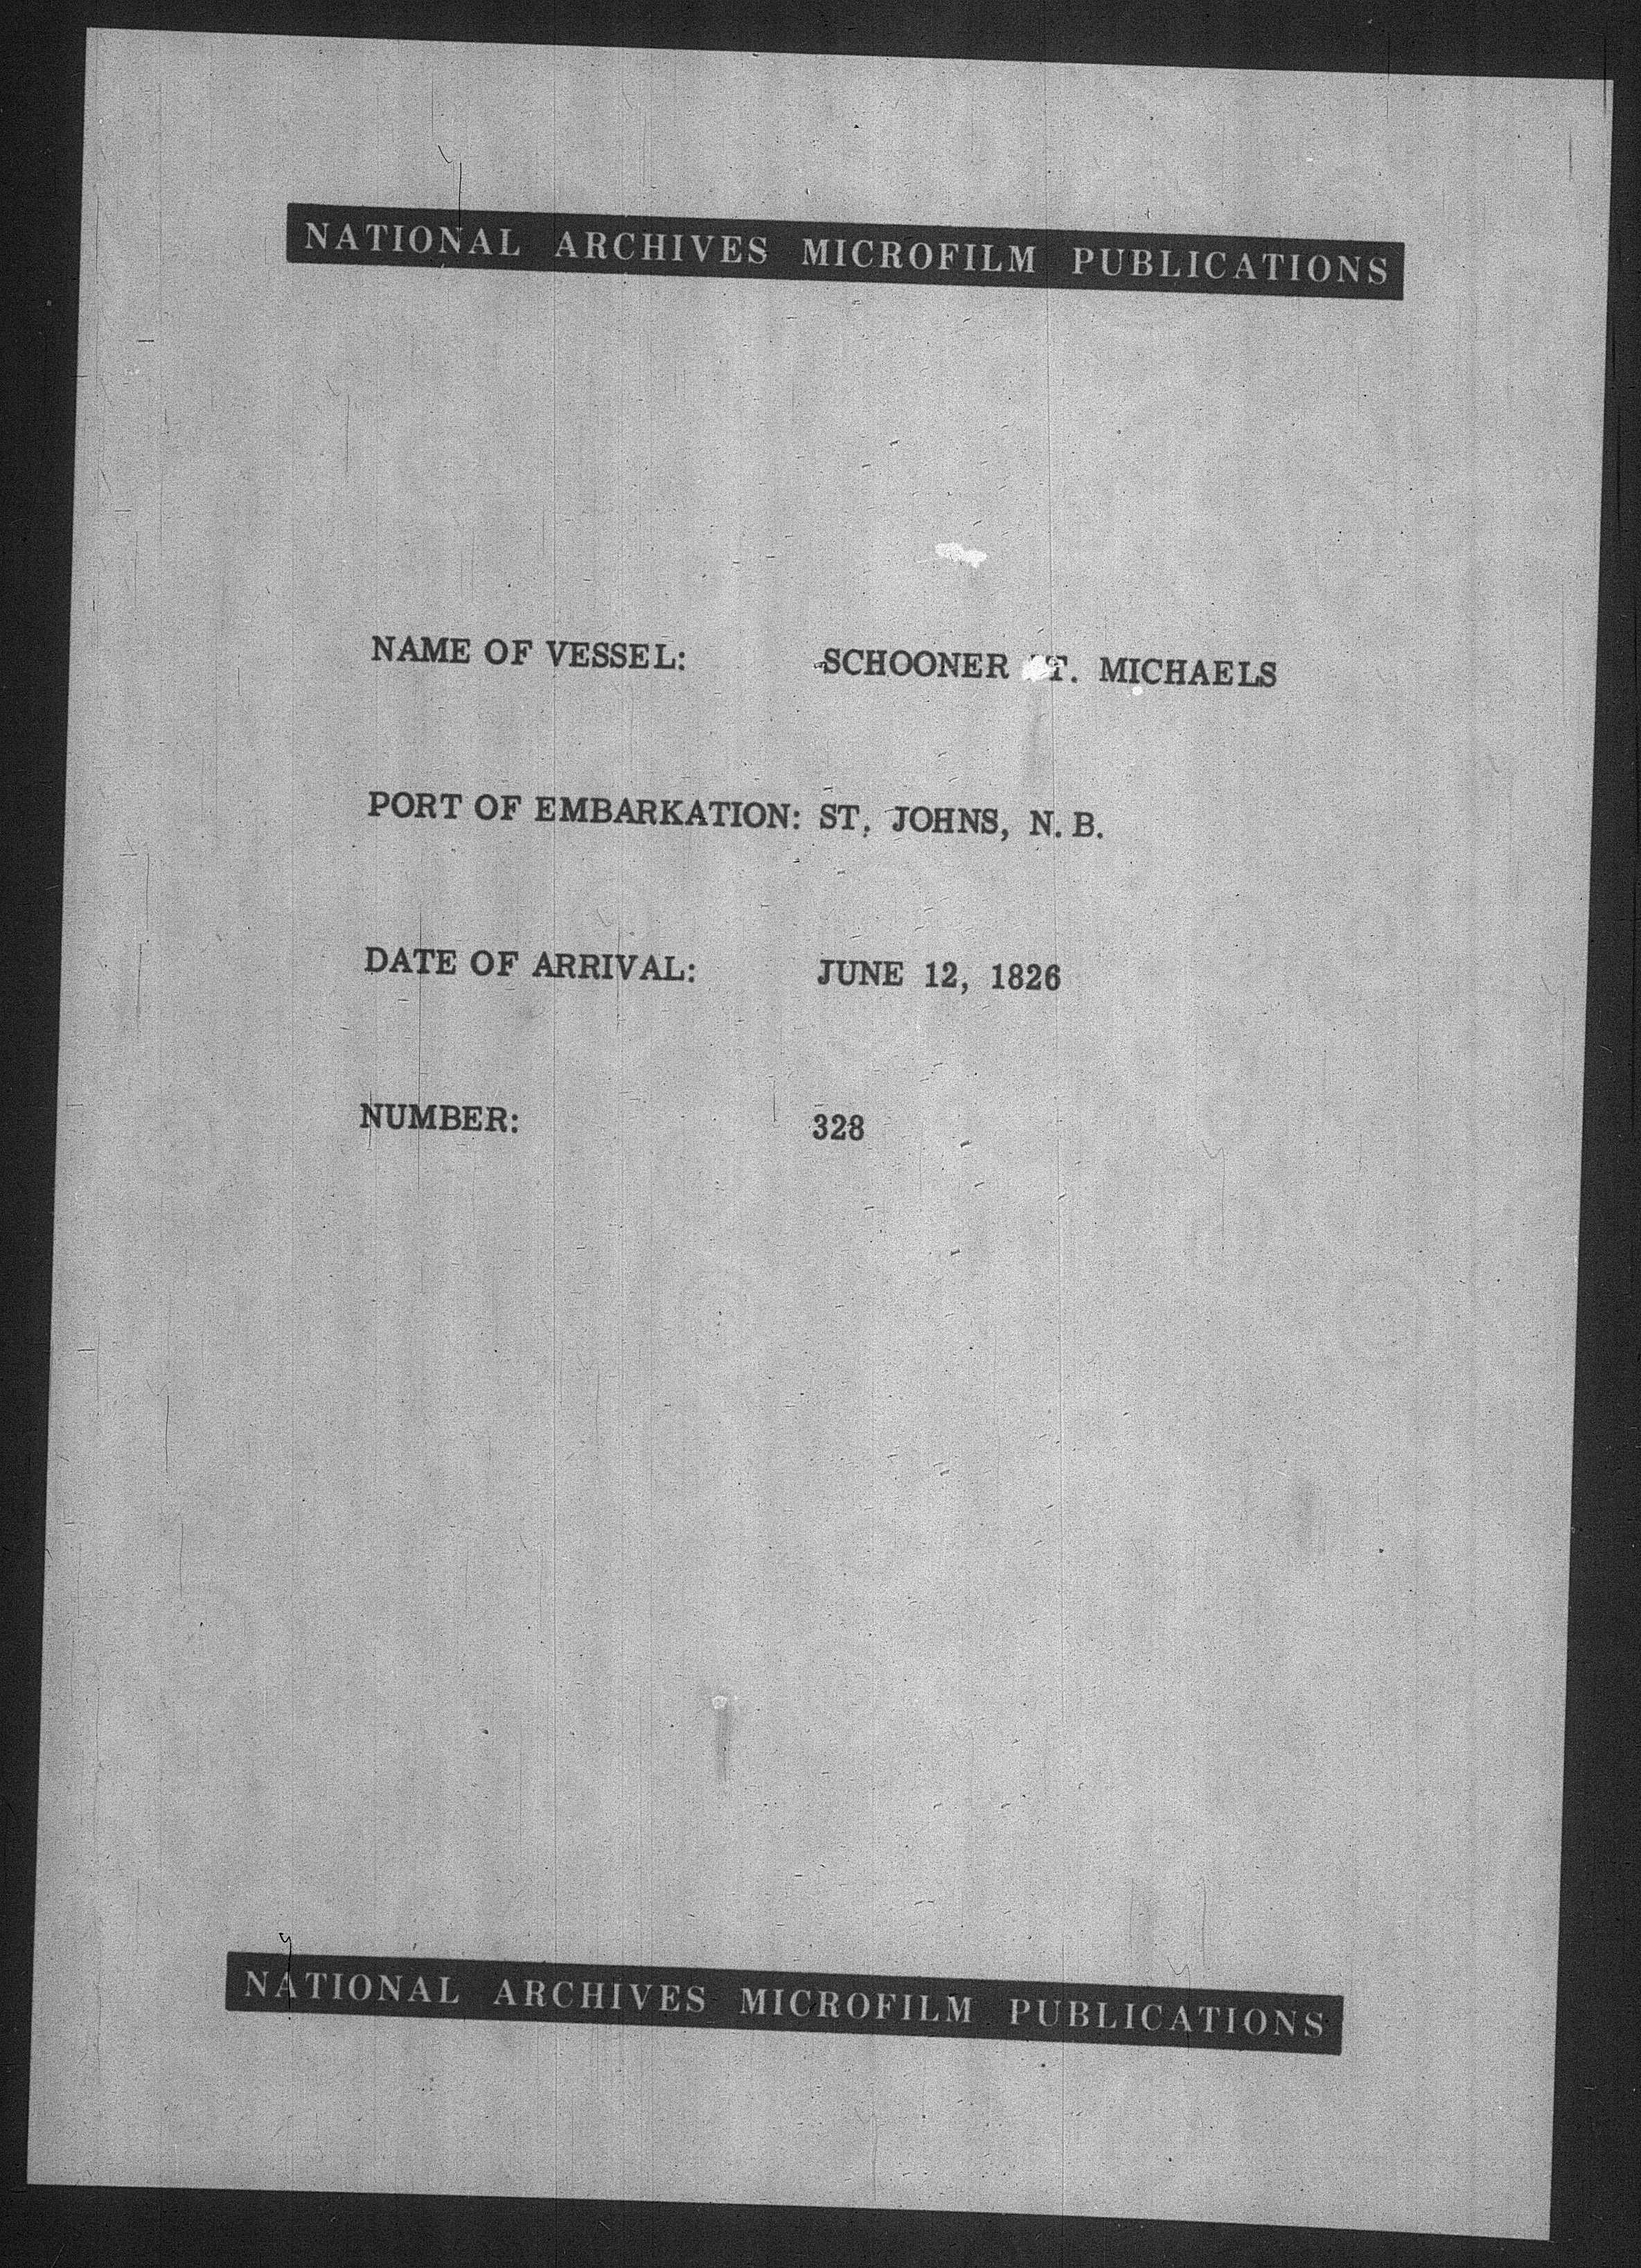 NATIONAL ARCHIVES MICROFILM PUBLICATIONS
NAME OF VESSEL: SCHOONER ST. MICHAELS
PORT OF EMBARKATION: ST. JOHNS, N. B.
DATE OF ARRIVAL: JUNE 12, 1826
NUMBER: 328
NATIONAL ARCHIVES MICROFILM PUBLICATIONS